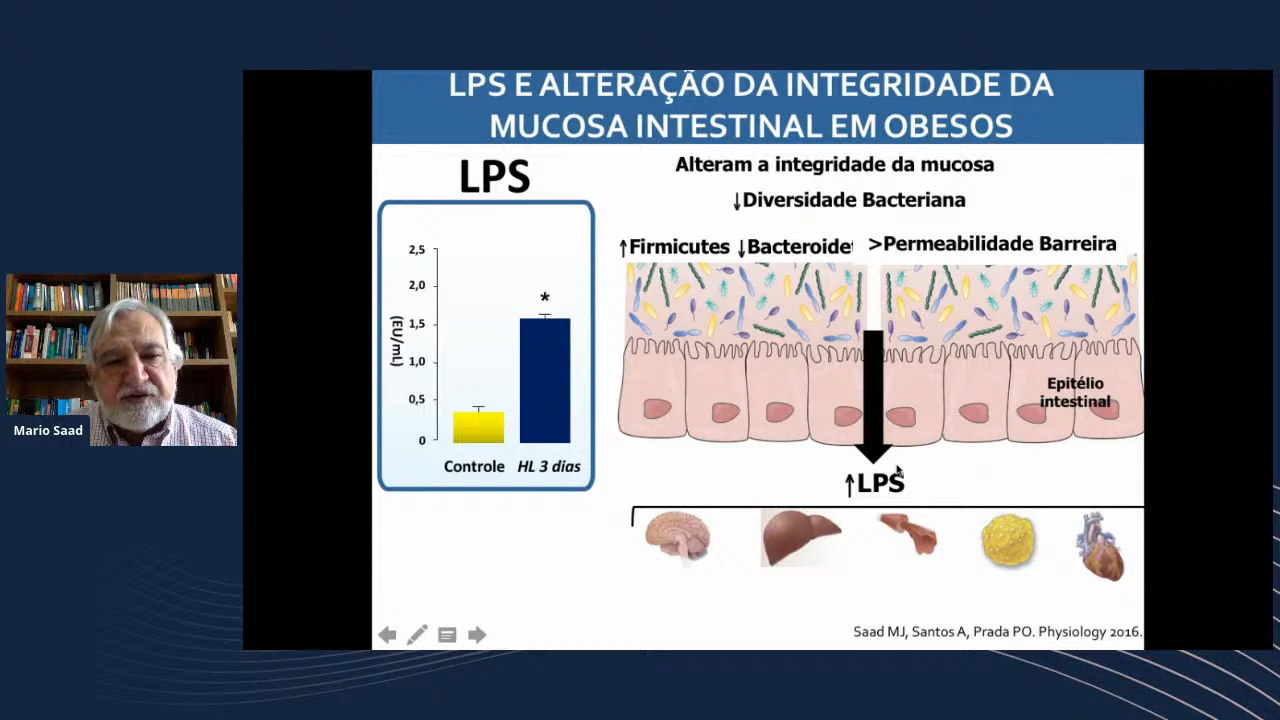 LPS E ALTERAÇÃO DA INTEGRIDADE DA
MUCOSA INTESTINAL EM OBESOS
LPS
2,5
2,0
1,5
1,0
0,5
0
(EU/mL)
*
Controle
HL 3 dias
Alteram a integridade da mucosa
↓Diversidade Bacteriana
↑Firmicutes ↓Bacteroidet
>Permeabilidade Barreira
Epitélio
intestinal
↑LPS
Saad MJ, Santos A, Prada PO. Physiology 2016.
Mario Saad